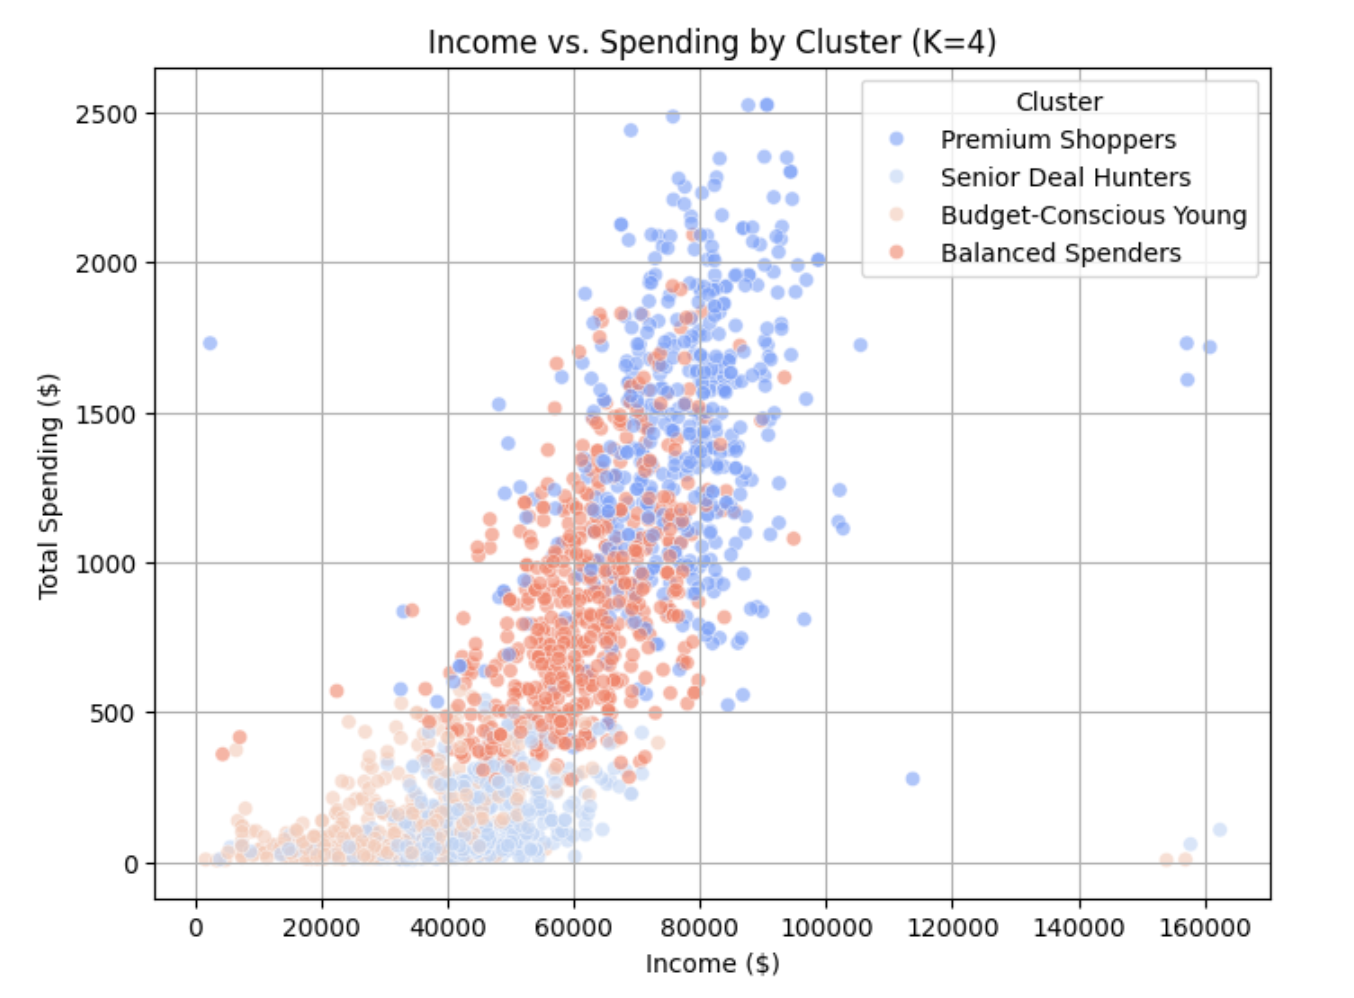 Income vs. Spending by Cluster (K=4)
Cluster
Premium Shoppers
Senior Deal Hunters
Budget-Conscious Young
Balanced Spenders
Total Spending ($)
2500
2000
1500
1000
500
0
0 20000 40000 60000 80000 100000 120000 140000 160000
Income ($)